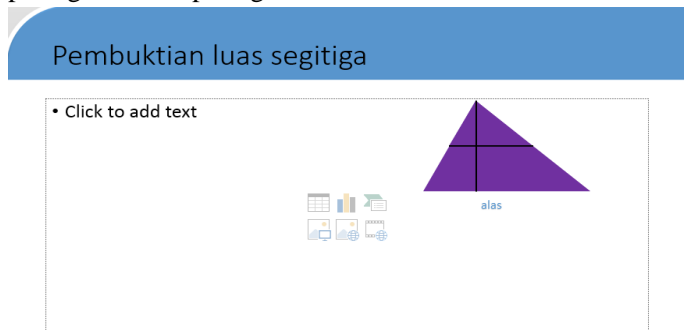 Pembuktian luas segitiga
• Click to add text
alas